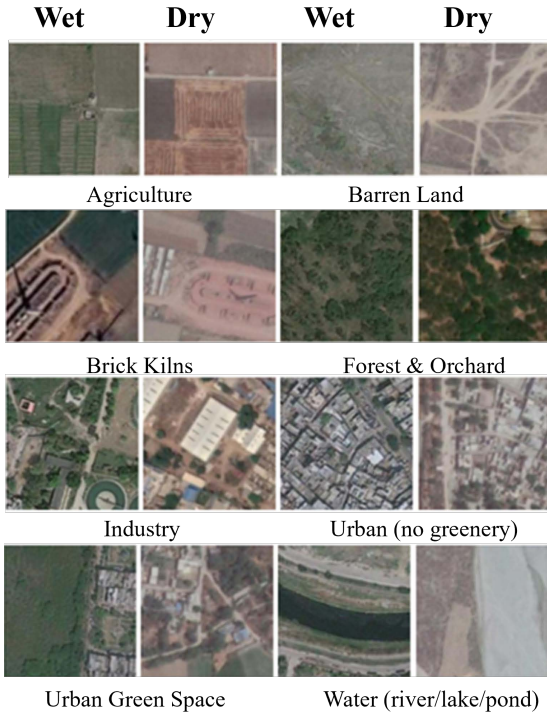 Wet Dry Wet Dry
Agriculture Barren Land
Brick Kilns Forest & Orchard
Industry Urban (no greenery)
Urban Green Space Water (river/lake/pond)